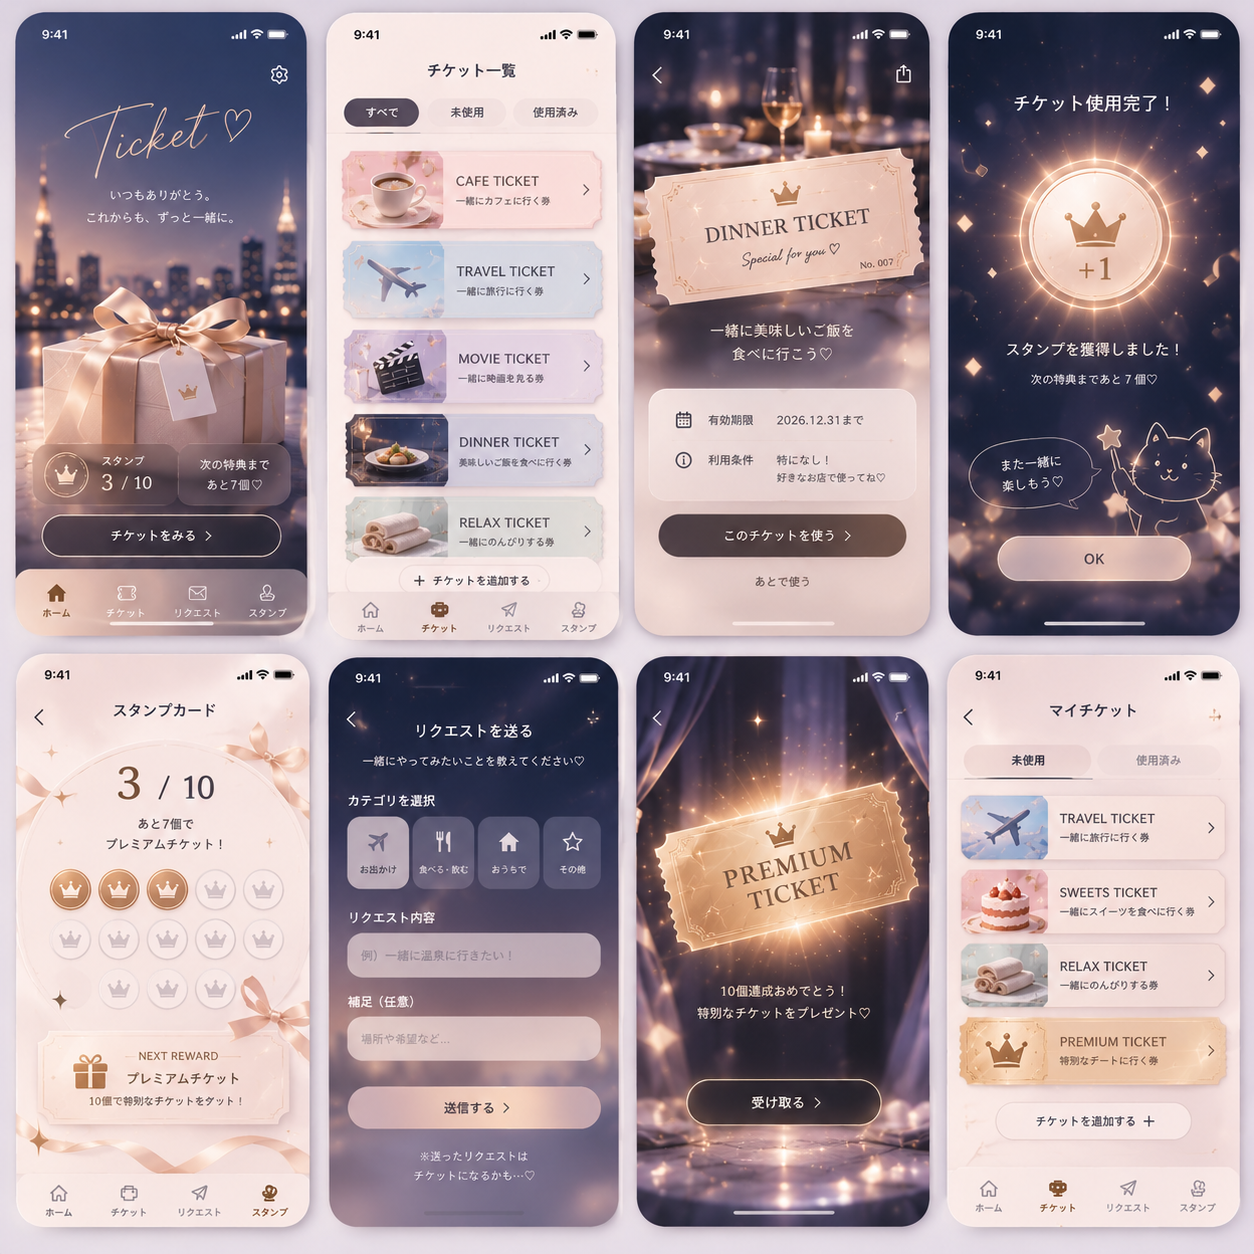 9:41
Ticket♡
いつもありがとう。
これからも、ずっと一緒に。
スタンプ
3 / 10
次の特典まで
あと7個♡
チケットをみる
ホーム
チケット
リクエスト
スタンプ
9:41
チケット一覧
すべて
未使用
使用済み
CAFE TICKET
一緒にカフェに行く券
TRAVEL TICKET
一緒に旅行に行く券
MOVIE TICKET
一緒に映画を見る券
DINNER TICKET
美味しいご飯を食べに行く券
RELAX TICKET
一緒にのんびりする券
+ チケットを追加する
ホーム
チケット
リクエスト
スタンプ
9:41
DINNER TICKET
Special for you ♡
No. 007
一緒に美味しいご飯を
食べに行こう♡
有効期限
2026.12.31まで
利用条件
特になし！
好きなお店で使ってね♡
このチケットを使う
あとで使う
9:41
チケット使用完了！
+1
スタンプを獲得しました！
次の特典まであと７個♡
また一緒に
楽しもう♡
OK
9:41
スタンプカード
3 / 10
あと7個で
プレミアムチケット！
NEXT REWARD
プレミアムチケット
10個で特別なチケットをゲット！
ホーム
チケット
リクエスト
スタンプ
9:41
リクエストを送る
一緒にやってみたいことを教えてください♡
カテゴリを選択
お出かけ
食べる・飲む
おうちで
その他
リクエスト内容
例）一緒に温泉に行きたい！
補足（任意）
場所や希望など...
送信する
※送ったリクエストは
チケットになるかも…♡
9:41
PREMIUM
TICKET
10個達成おめでとう！
特別なチケットをプレゼント♡
受け取る
9:41
マイチケット
未使用
使用済み
TRAVEL TICKET
一緒に旅行に行く券
SWEETS TICKET
一緒にスイーツを食べに行く券
RELAX TICKET
一緒にのんびりする券
PREMIUM TICKET
特別なデートに行く券
チケットを追加する +
ホーム
チケット
リクエスト
スタンプ